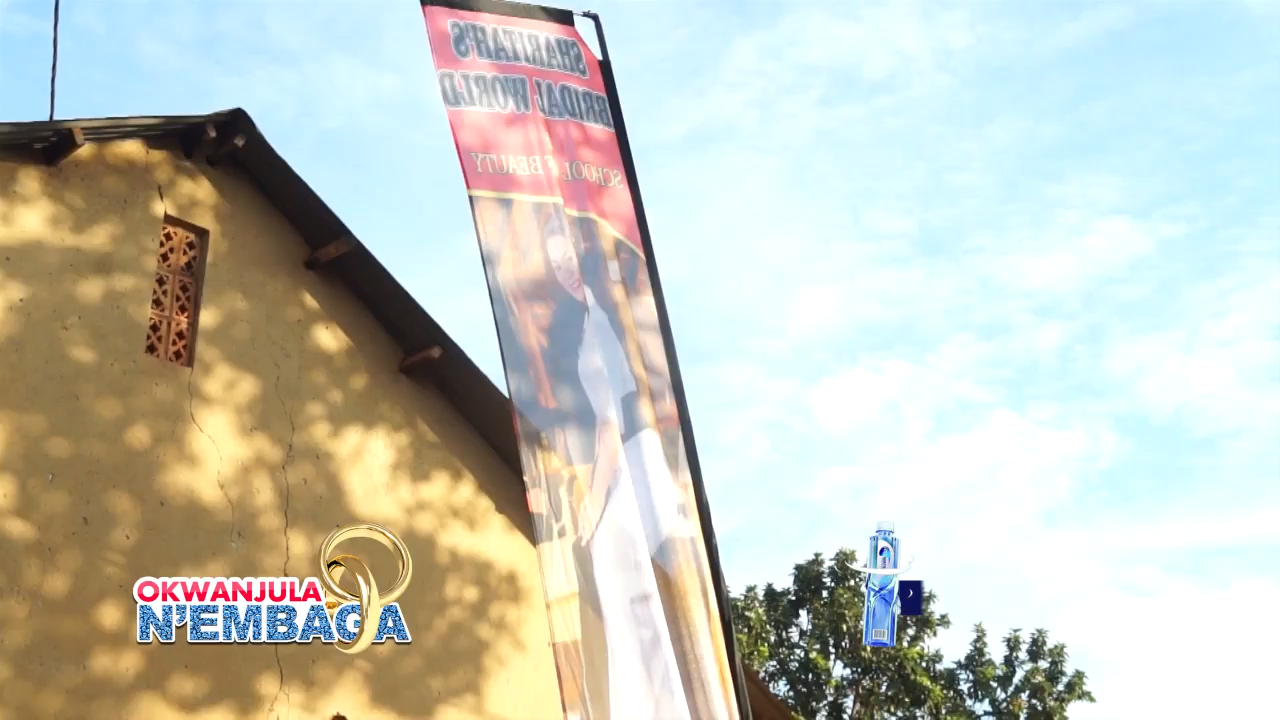 SHARITAH'S
BRIDAL WORLD
SCHOOL OF BEAUTY
OKWANJULA
N'EMBAGA